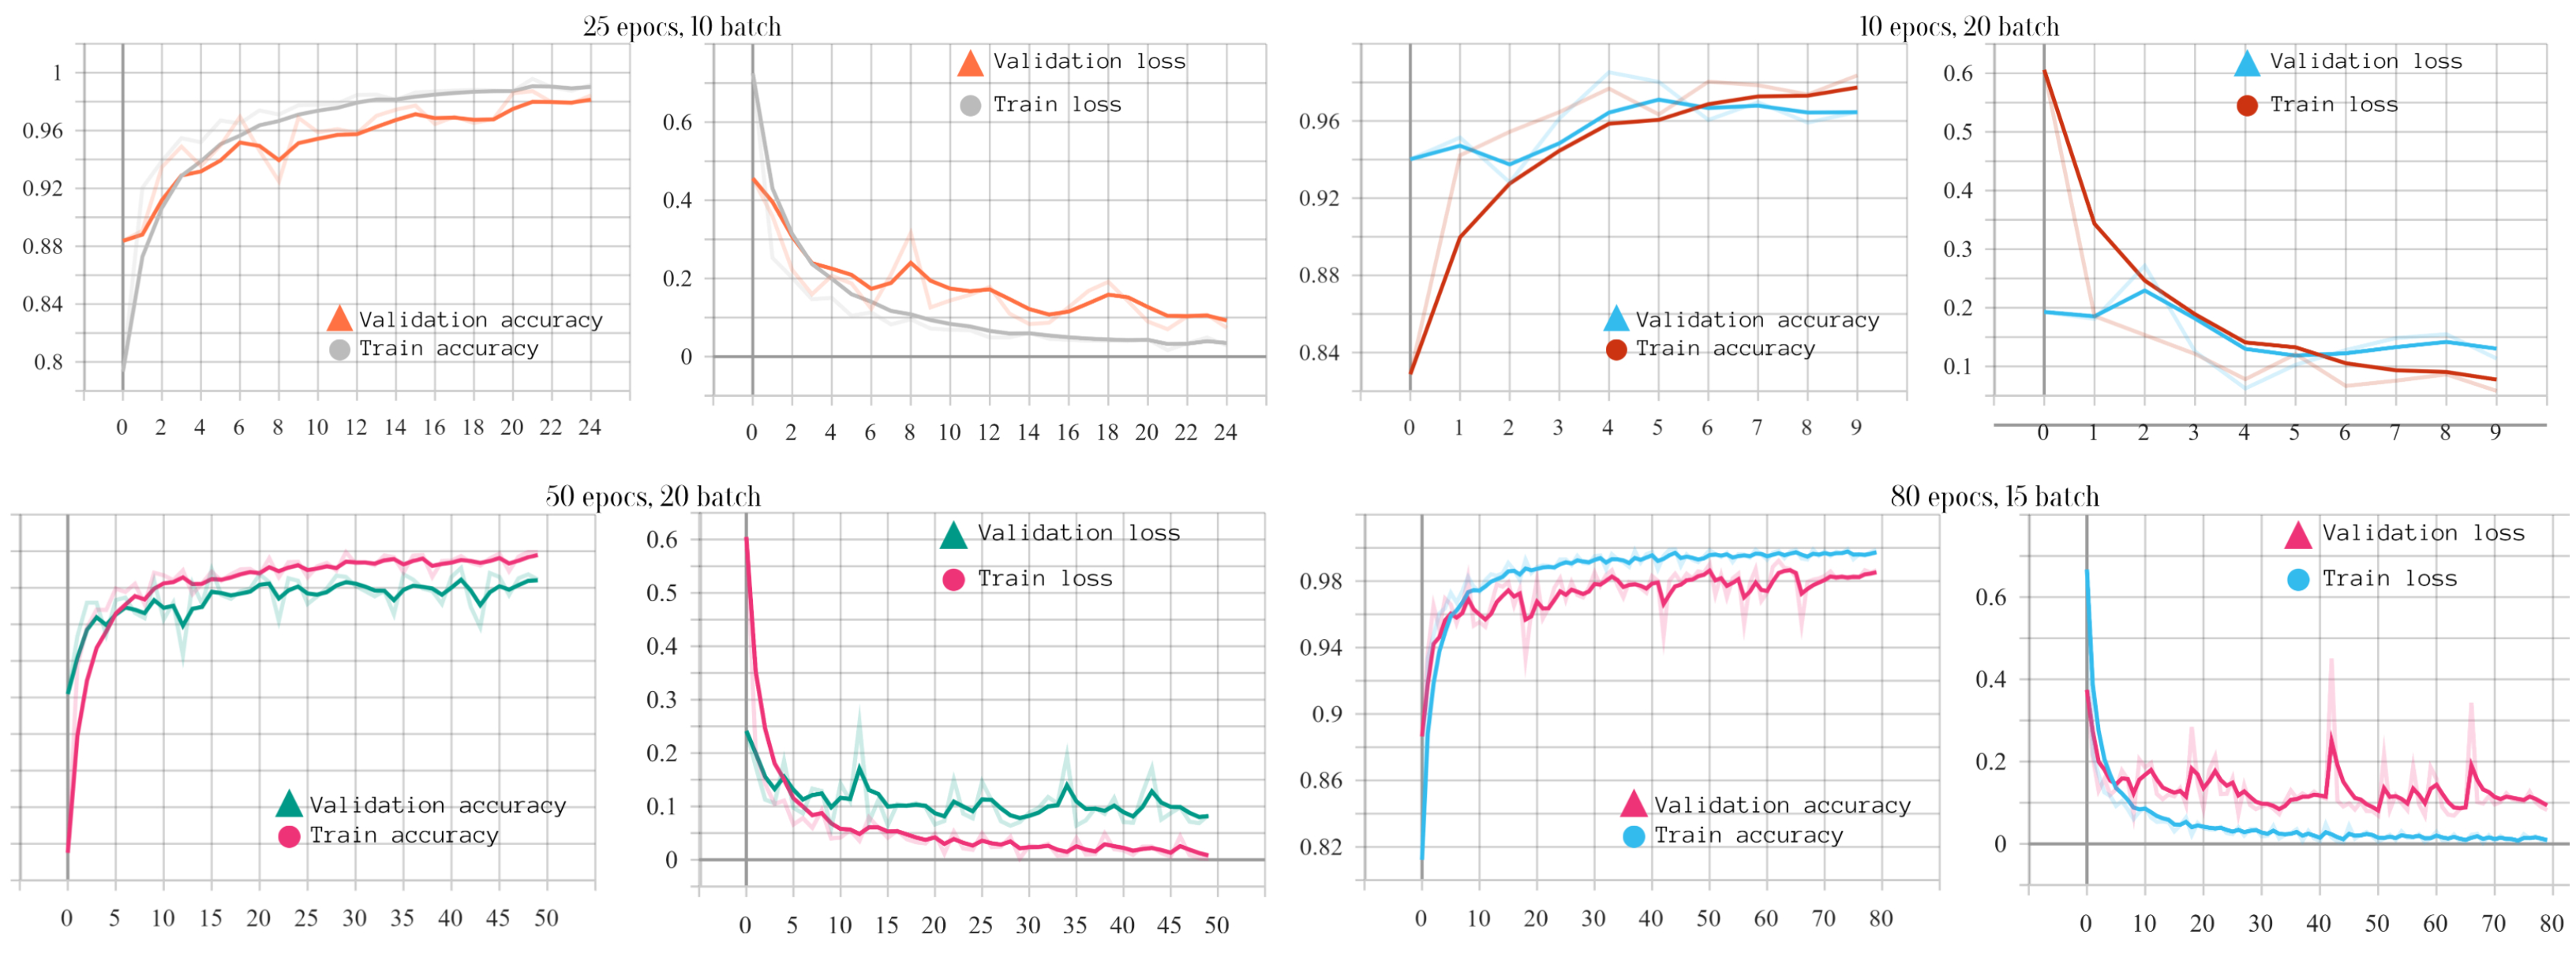 25 epocs, 10 batch
1
0.96
0.92
0.88
0.84
0.8
Validation accuracy
Train accuracy
0 2 4 6 8 10 12 14 16 18 20 22 24
Validation loss
Train loss
0.6
0.4
0.2
0
0 2 4 6 8 10 12 14 16 18 20 22 24
10 epocs, 20 batch
0.96
0.92
0.88
0.84
Validation accuracy
Train accuracy
0 1 2 3 4 5 6 7 8 9
Validation loss
Train loss
0.6
0.5
0.4
0.3
0.2
0.1
0 1 2 3 4 5 6 7 8 9
50 epocs, 20 batch
Validation accuracy
Train accuracy
0 5 10 15 20 25 30 35 40 45 50
Validation loss
Train loss
0.6
0.5
0.4
0.3
0.2
0.1
0
0 5 10 15 20 25 30 35 40 45 50
80 epocs, 15 batch
0.98
0.94
0.9
0.86
0.82
Validation accuracy
Train accuracy
0 10 20 30 40 50 60 70 80
Validation loss
Train loss
0.6
0.4
0.2
0
0 10 20 30 40 50 60 70 80